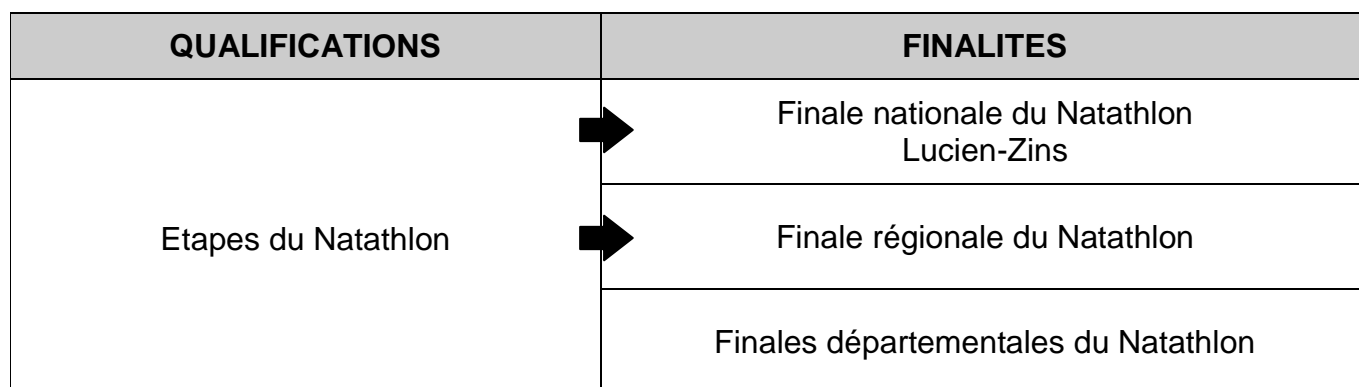 QUALIFICATIONS
FINALITES
Etapes du Natathlon
Finale nationale du Natathlon
Lucien-Zins
Finale régionale du Natathlon
Finales départementales du Natathlon